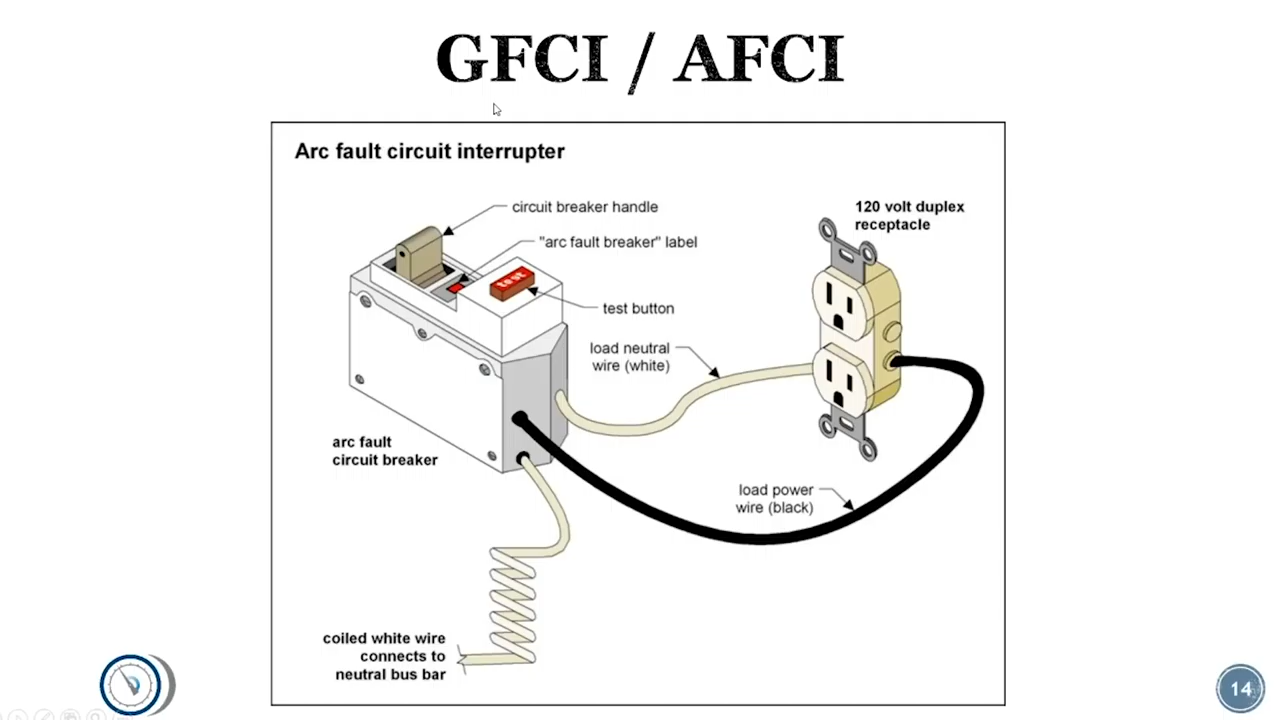 GFCI / AFCI
Arc fault circuit interrupter
circuit breaker handle
"arc fault breaker" label
test
test button
120 volt duplex
receptacle
load neutral
wire (white)
arc fault
circuit breaker
load power
wire (black)
coiled white wire
connects to
neutral bus bar
14